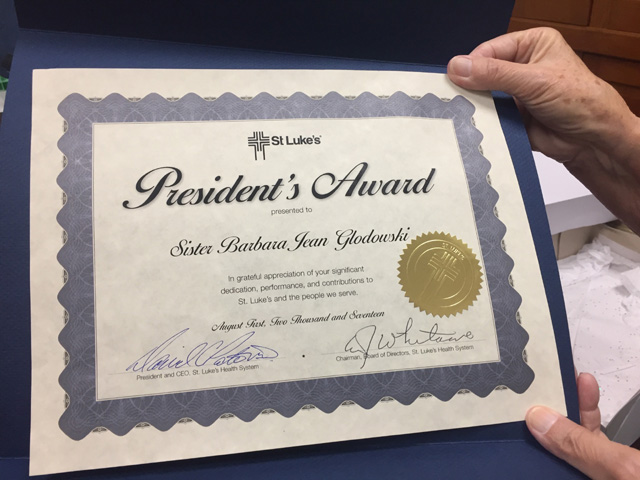 St Luke's
President's Award
presented to
Sister Barbara Jean Glodowski
In grateful appreciation of your significant
dedication, performance, and contributions to
St. Luke's and the people we serve.
August First, Two Thousand and Seventeen
President and CEO, St. Luke's Health System
Chairman, Board of Directors, St. Luke's Health System